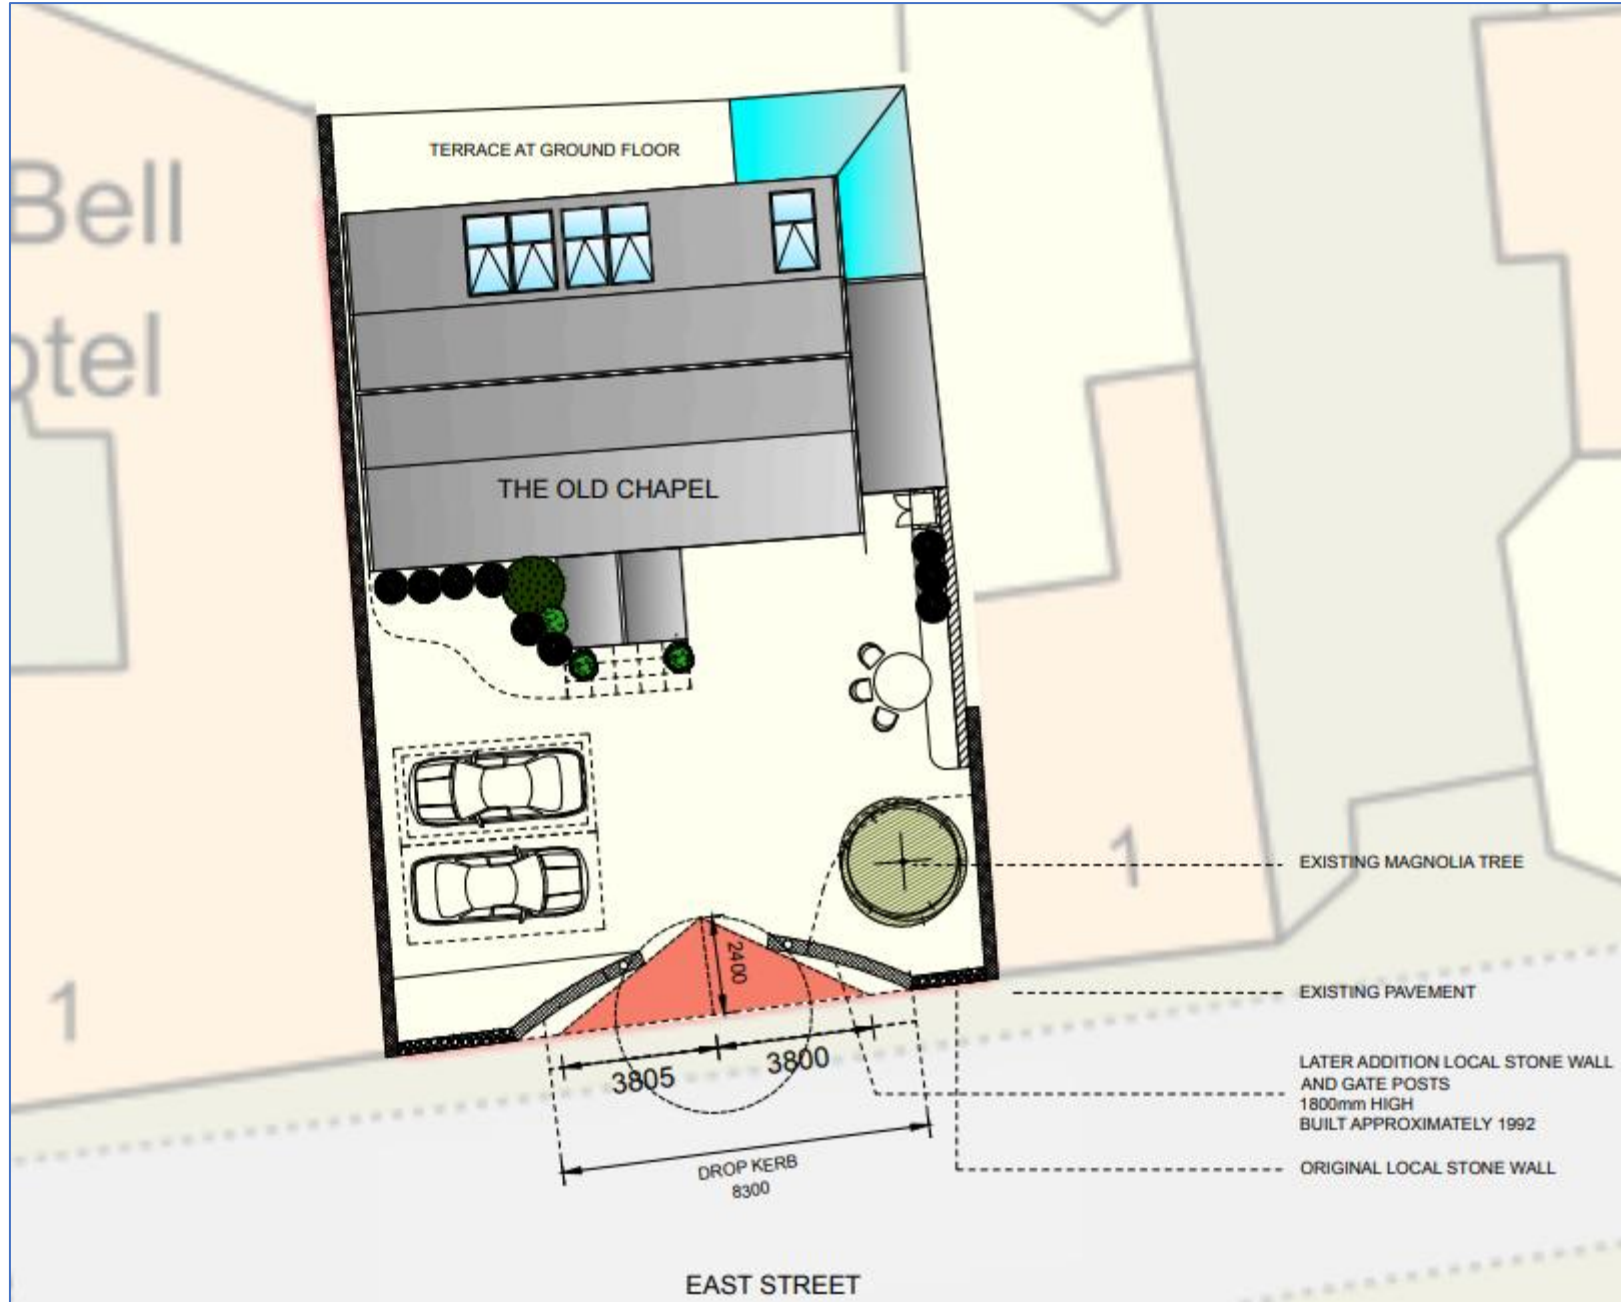 TERRACE AT GROUND FLOOR
Bell
otel
THE OLD CHAPEL
EXISTING MAGNOLIA TREE
1
2400
1
EXISTING PAVEMENT
3805
3800
LATER ADDITION LOCAL STONE WALL
AND GATE POSTS
1800mm HIGH
BUILT APPROXIMATELY 1992
DROP KERB
8300
ORIGINAL LOCAL STONE WALL
EAST STREET